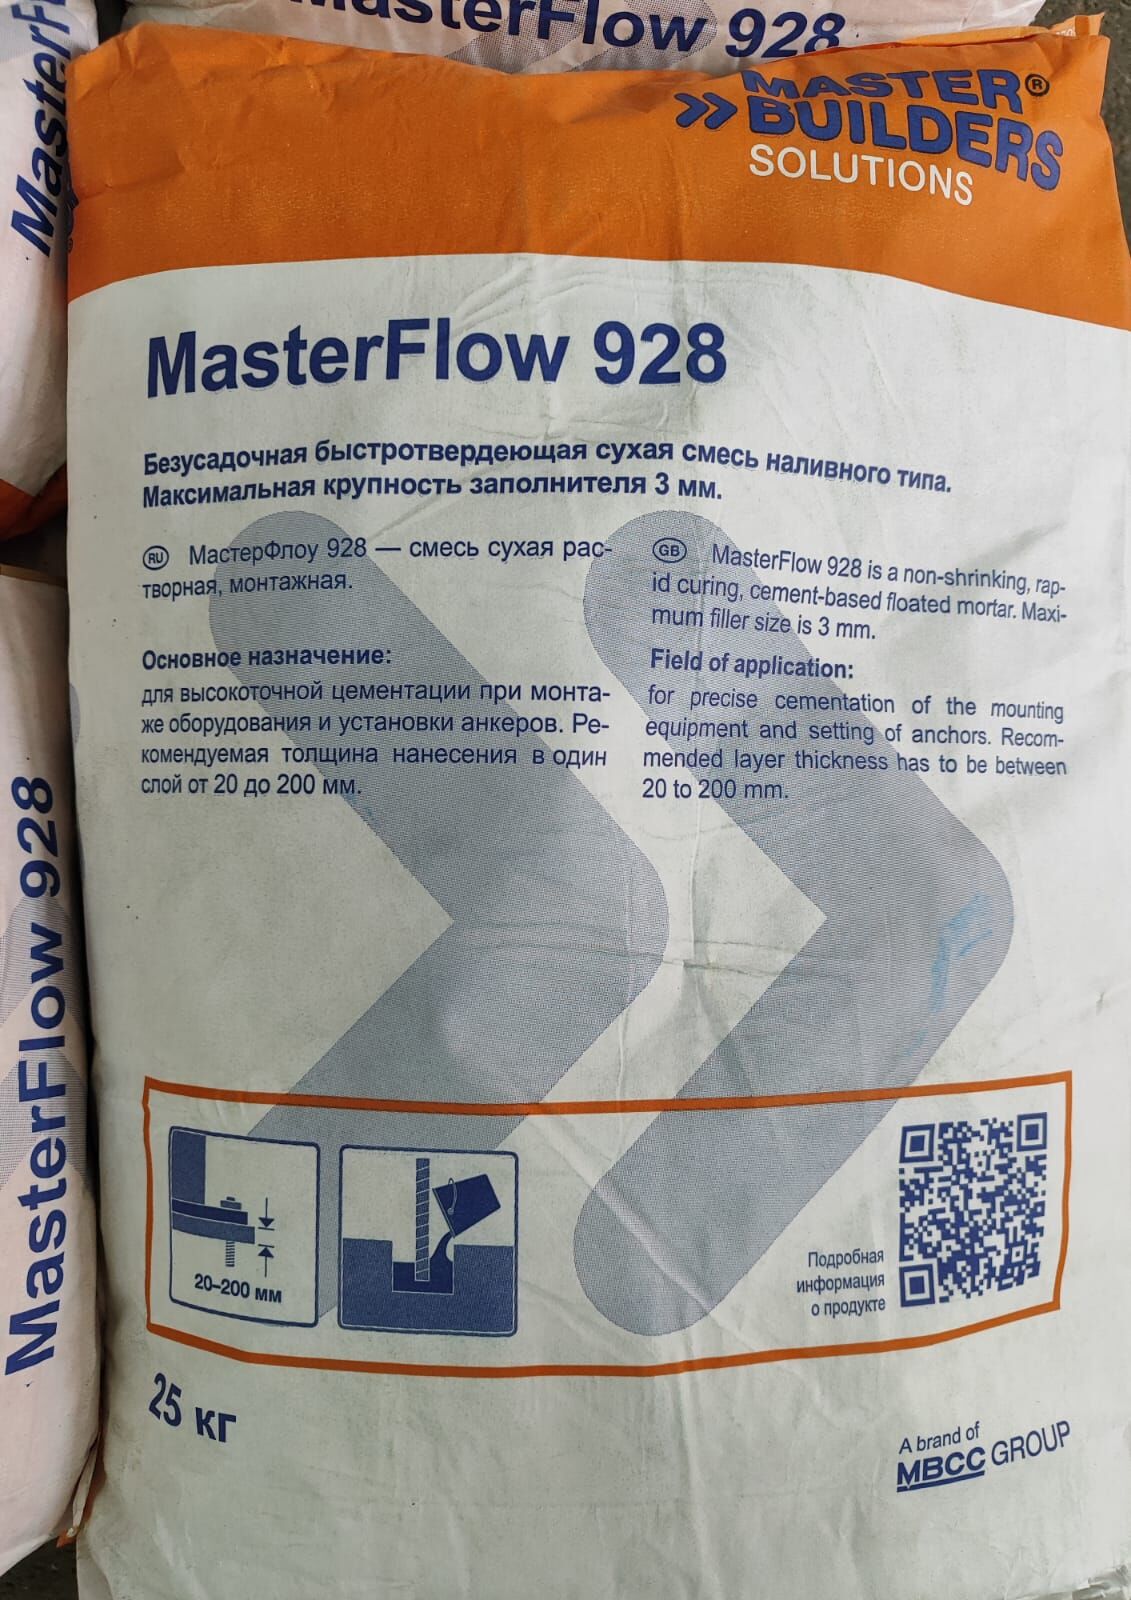 MasterFlow 928
MASTER®
BUILDERS
SOLUTIONS
MasterFlow 928
Безусадочная быстротвердеющая сухая смесь наливного типа.
Максимальная крупность заполнителя 3 мм.
RU МастерФлоу 928 — смесь сухая рас-
творная, монтажная.
Основное назначение:
для высокоточной цементации при монта-
же оборудования и установки анкеров. Ре-
комендуемая толщина нанесения в один
слой от 20 до 200 мм.
GB MasterFlow 928 is a non-shrinking, rap-
id curing, cement-based floated mortar. Maxi-
mum filler size is 3 mm.
Field of application:
for precise cementation of the mounting
equipment and setting of anchors. Recom-
mended layer thickness has to be between
20 to 200 mm.
20–200 мм
Подробная
информация
о продукте
25 кг
A brand of
MBCC GROUP
MasterFl
MasterFlow 928